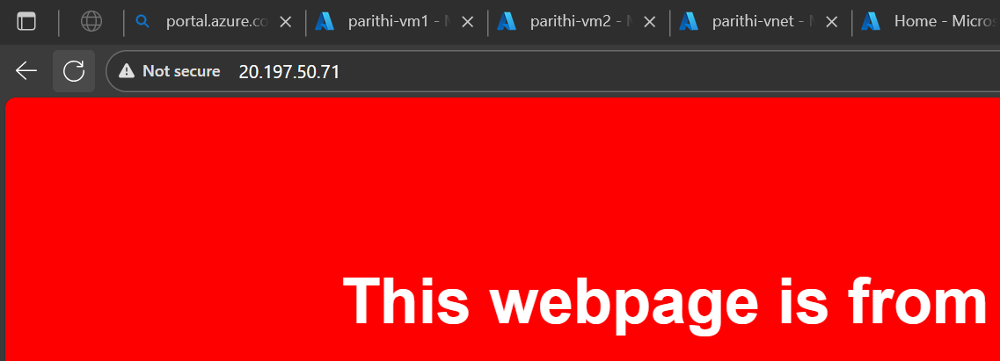 portal.azure.co
parithi-vm1 -
parithi-vm2 -
parithi-vnet -
Home - Micros
Not secure
20.197.50.71
This webpage is from